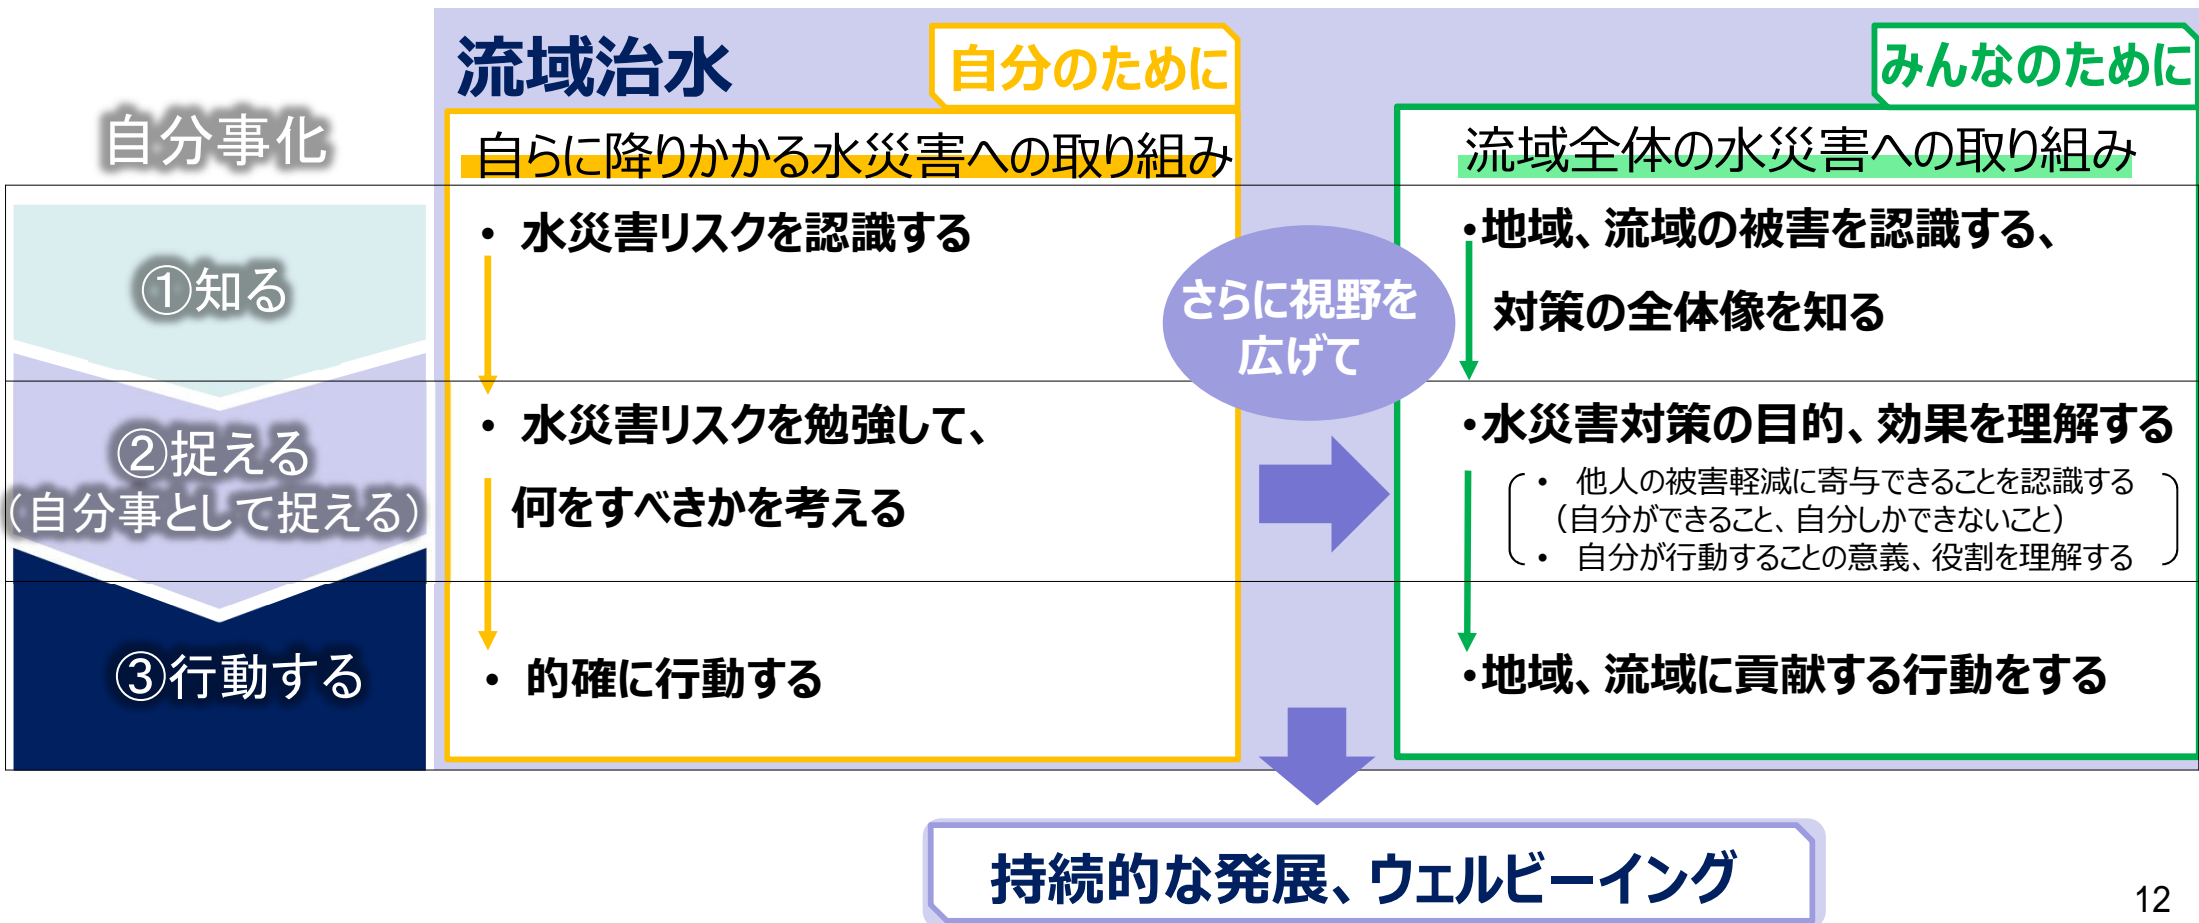 流域治水
自分のために
みんなのために
自分事化
自らに降りかかる水災害への取り組み
流域全体の水災害への取り組み
①知る
• 水災害リスクを認識する
さらに視野を
広げて
・地域、流域の被害を認識する、
対策の全体像を知る
②捉える
（自分事として捉える）
• 水災害リスクを勉強して、
何をすべきかを考える
・水災害対策の目的、効果を理解する
• 他人の被害軽減に寄与できることを認識する
（自分ができること、自分しかできないこと）
• 自分が行動することの意義、役割を理解する
③行動する
• 的確に行動する
・地域、流域に貢献する行動をする
持続的な発展、ウェルビーイング
12